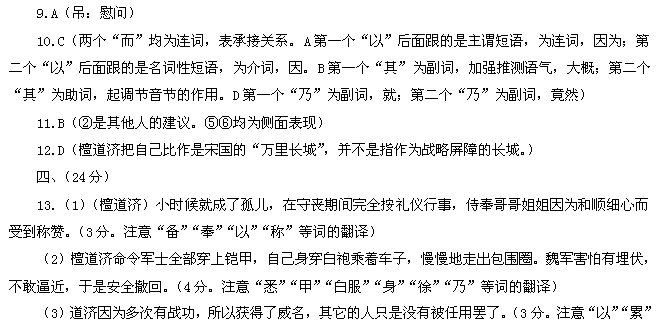 9.A（吊：慰问）
10.C（两个“而”均为连词，表承接关系。A第一个“以”后面跟的是主谓短语，为连词，因为；第
二个“以”后面跟的是名词性短语，为介词，因。B第一个“其”为副词，加强推测语气，大概；第二个
“其”为助词，起调节音节的作用。D第一个“乃”为副词，就；第二个“乃”为副词，竟然）
11.B（②是其他人的建议。⑤⑥均为侧面表现）
12.D（檀道济把自己比作是宋国的“万里长城”，并不是指作为战略屏障的长城。）
四、（24分）
13.（1）（檀道济）小时候就成了孤儿，在守丧期间完全按礼仪行事，侍奉哥哥姐姐因为和顺细心而
受到称赞。（3分。注意“备”“奉”“以”“称”等词的翻译）
（2）檀道济命令军士全部穿上铠甲，自己身穿白袍乘着车子，慢慢地走出包围圈。魏军害怕有埋伏，
不敢逼近，于是安全撤回。（4分。注意“悉”“甲”“白服”“身”“徐”“乃”等词的翻译）
（3）道济因为多次有战功，所以获得了威名，其它的人只是没有被任用罢了。（3分。注意“以”“累”